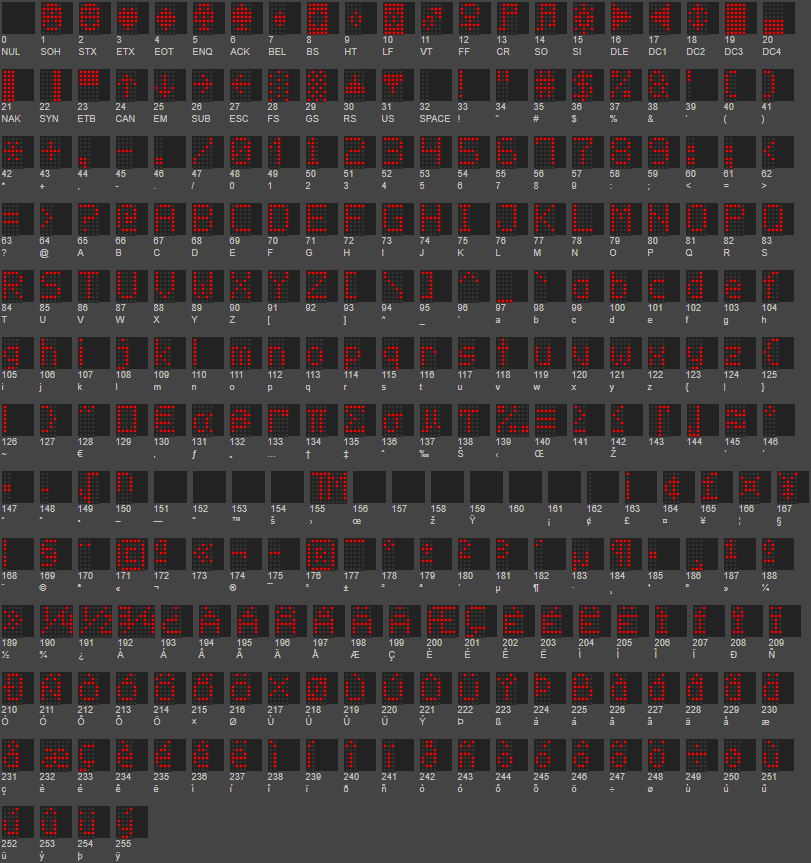 0 1 2 3 4 5 6 7 8 9 10 11 12 13 14 15 16 17 18 19 20
NUL SOH STX ETX EOT ENQ ACK BEL BS HT LF VT FF CR SO SI DLE DC1 DC2 DC3 DC4
21 22 23 24 25 26 27 28 29 30 31 32 33 34 35 36 37 38 39 40 41
NAK SYN ETB CAN EM SUB ESC FS GS RS US SPACE ! " # $ % & ' ( )
42 43 44 45 46 47 48 49 50 51 52 53 54 55 56 57 58 59 60 61 62
* + , - . / 0 1 2 3 4 5 6 7 8 9 : ; < = >
63 64 65 66 67 68 69 70 71 72 73 74 75 76 77 78 79 80 81 82 83
? @ A B C D E F G H I J K L M N O P Q R S
84 85 86 87 88 89 90 91 92 93 94 95 96 97 98 99 100 101 102 103 104
T U V W X Y Z [ ] ^ _ ` a b c d e f g h
105 106 107 108 109 110 111 112 113 114 115 116 117 118 119 120 121 122 123 124 125
i j k l m n o p q r s t u v w x y z { | }
126 127 128 129 130 131 132 133 134 135 136 137 138 139 140 141 142 143 144 145 146
~ € ‚ ƒ „ … † ‡ ˆ ‰ Š ‹ Œ Ž ‘ ’
147 148 149 150 151 152 153 154 155 156 157 158 159 160 161 162 163 164 165 166 167
“ ” • – — ˜ ™ š › œ ž Ÿ ¡ ¢ £ ¤ ¥ ¦ §
168 169 170 171 172 173 174 175 176 177 178 179 180 181 182 183 184 185 186 187 188
¨ © ª « ¬ ® ¯ ° ± ² ³ ´ µ ¶ · ¸ ¹ º » ¼
189 190 191 192 193 194 195 196 197 198 199 200 201 202 203 204 205 206 207 208 209
½ ¾ ¿ À Á Â Ã Ä Å Æ Ç È É Ê Ë Ì Í Î Ï Ð Ñ
210 211 212 213 214 215 216 217 218 219 220 221 222 223 224 225 226 227 228 229 230
Ò Ó Ô Õ Ö × Ø Ù Ú Û Ü Ý Þ ß à á â ã ä å æ
231 232 233 234 235 236 237 238 239 240 241 242 243 244 245 246 247 248 249 250 251
ç è é ê ë ì í î ï ð ñ ò ó ô õ ö ÷ ø ù ú û
252 253 254 255
ü ý þ ÿ